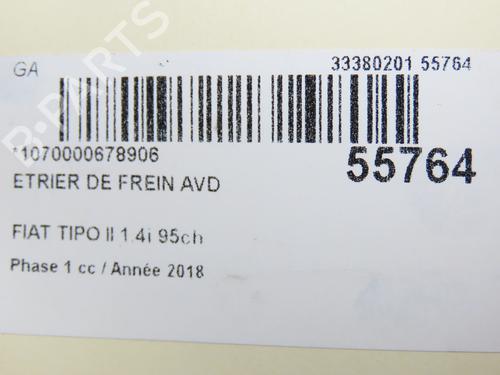 GA
33380201 55764
*1070000678906
55764
ETRIER DE FREIN AVD
FIAT TIPO II 1.4i 95ch
Phase 1 cc / Année 2018
B-PARTS